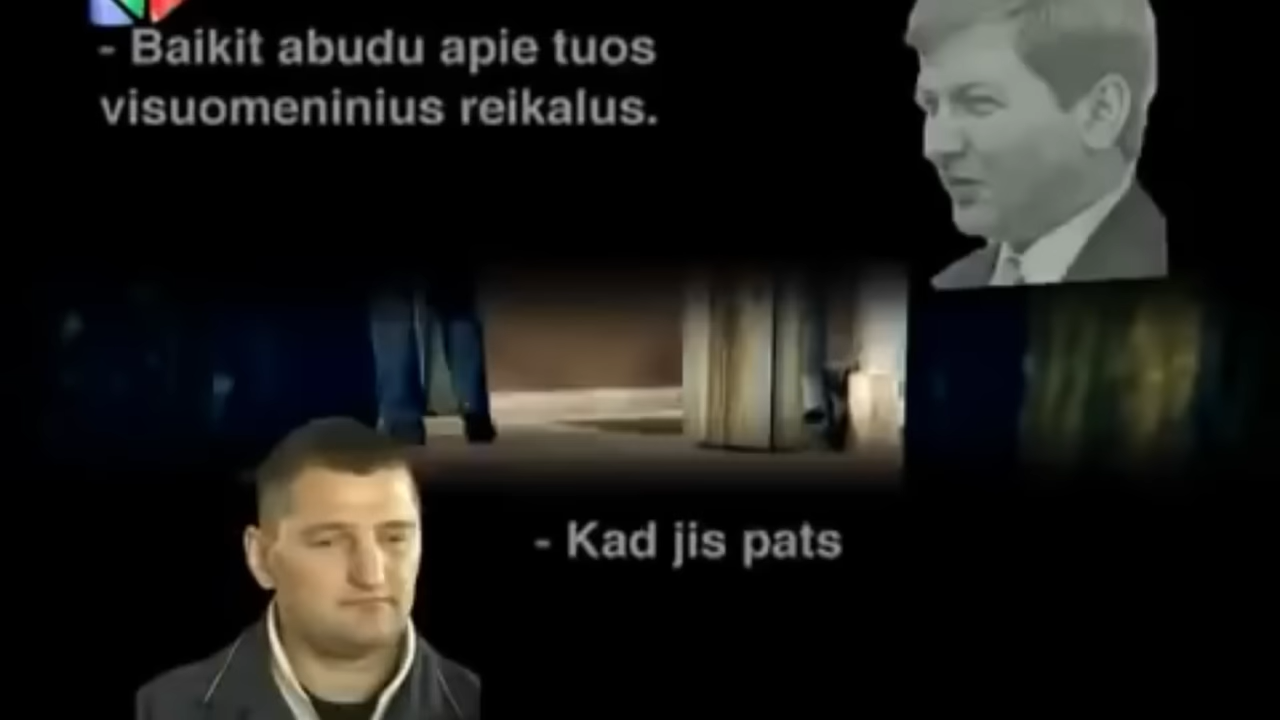 - Baikit abudu apie tuos
visuomeninius reikalus.
- Kad jis pats